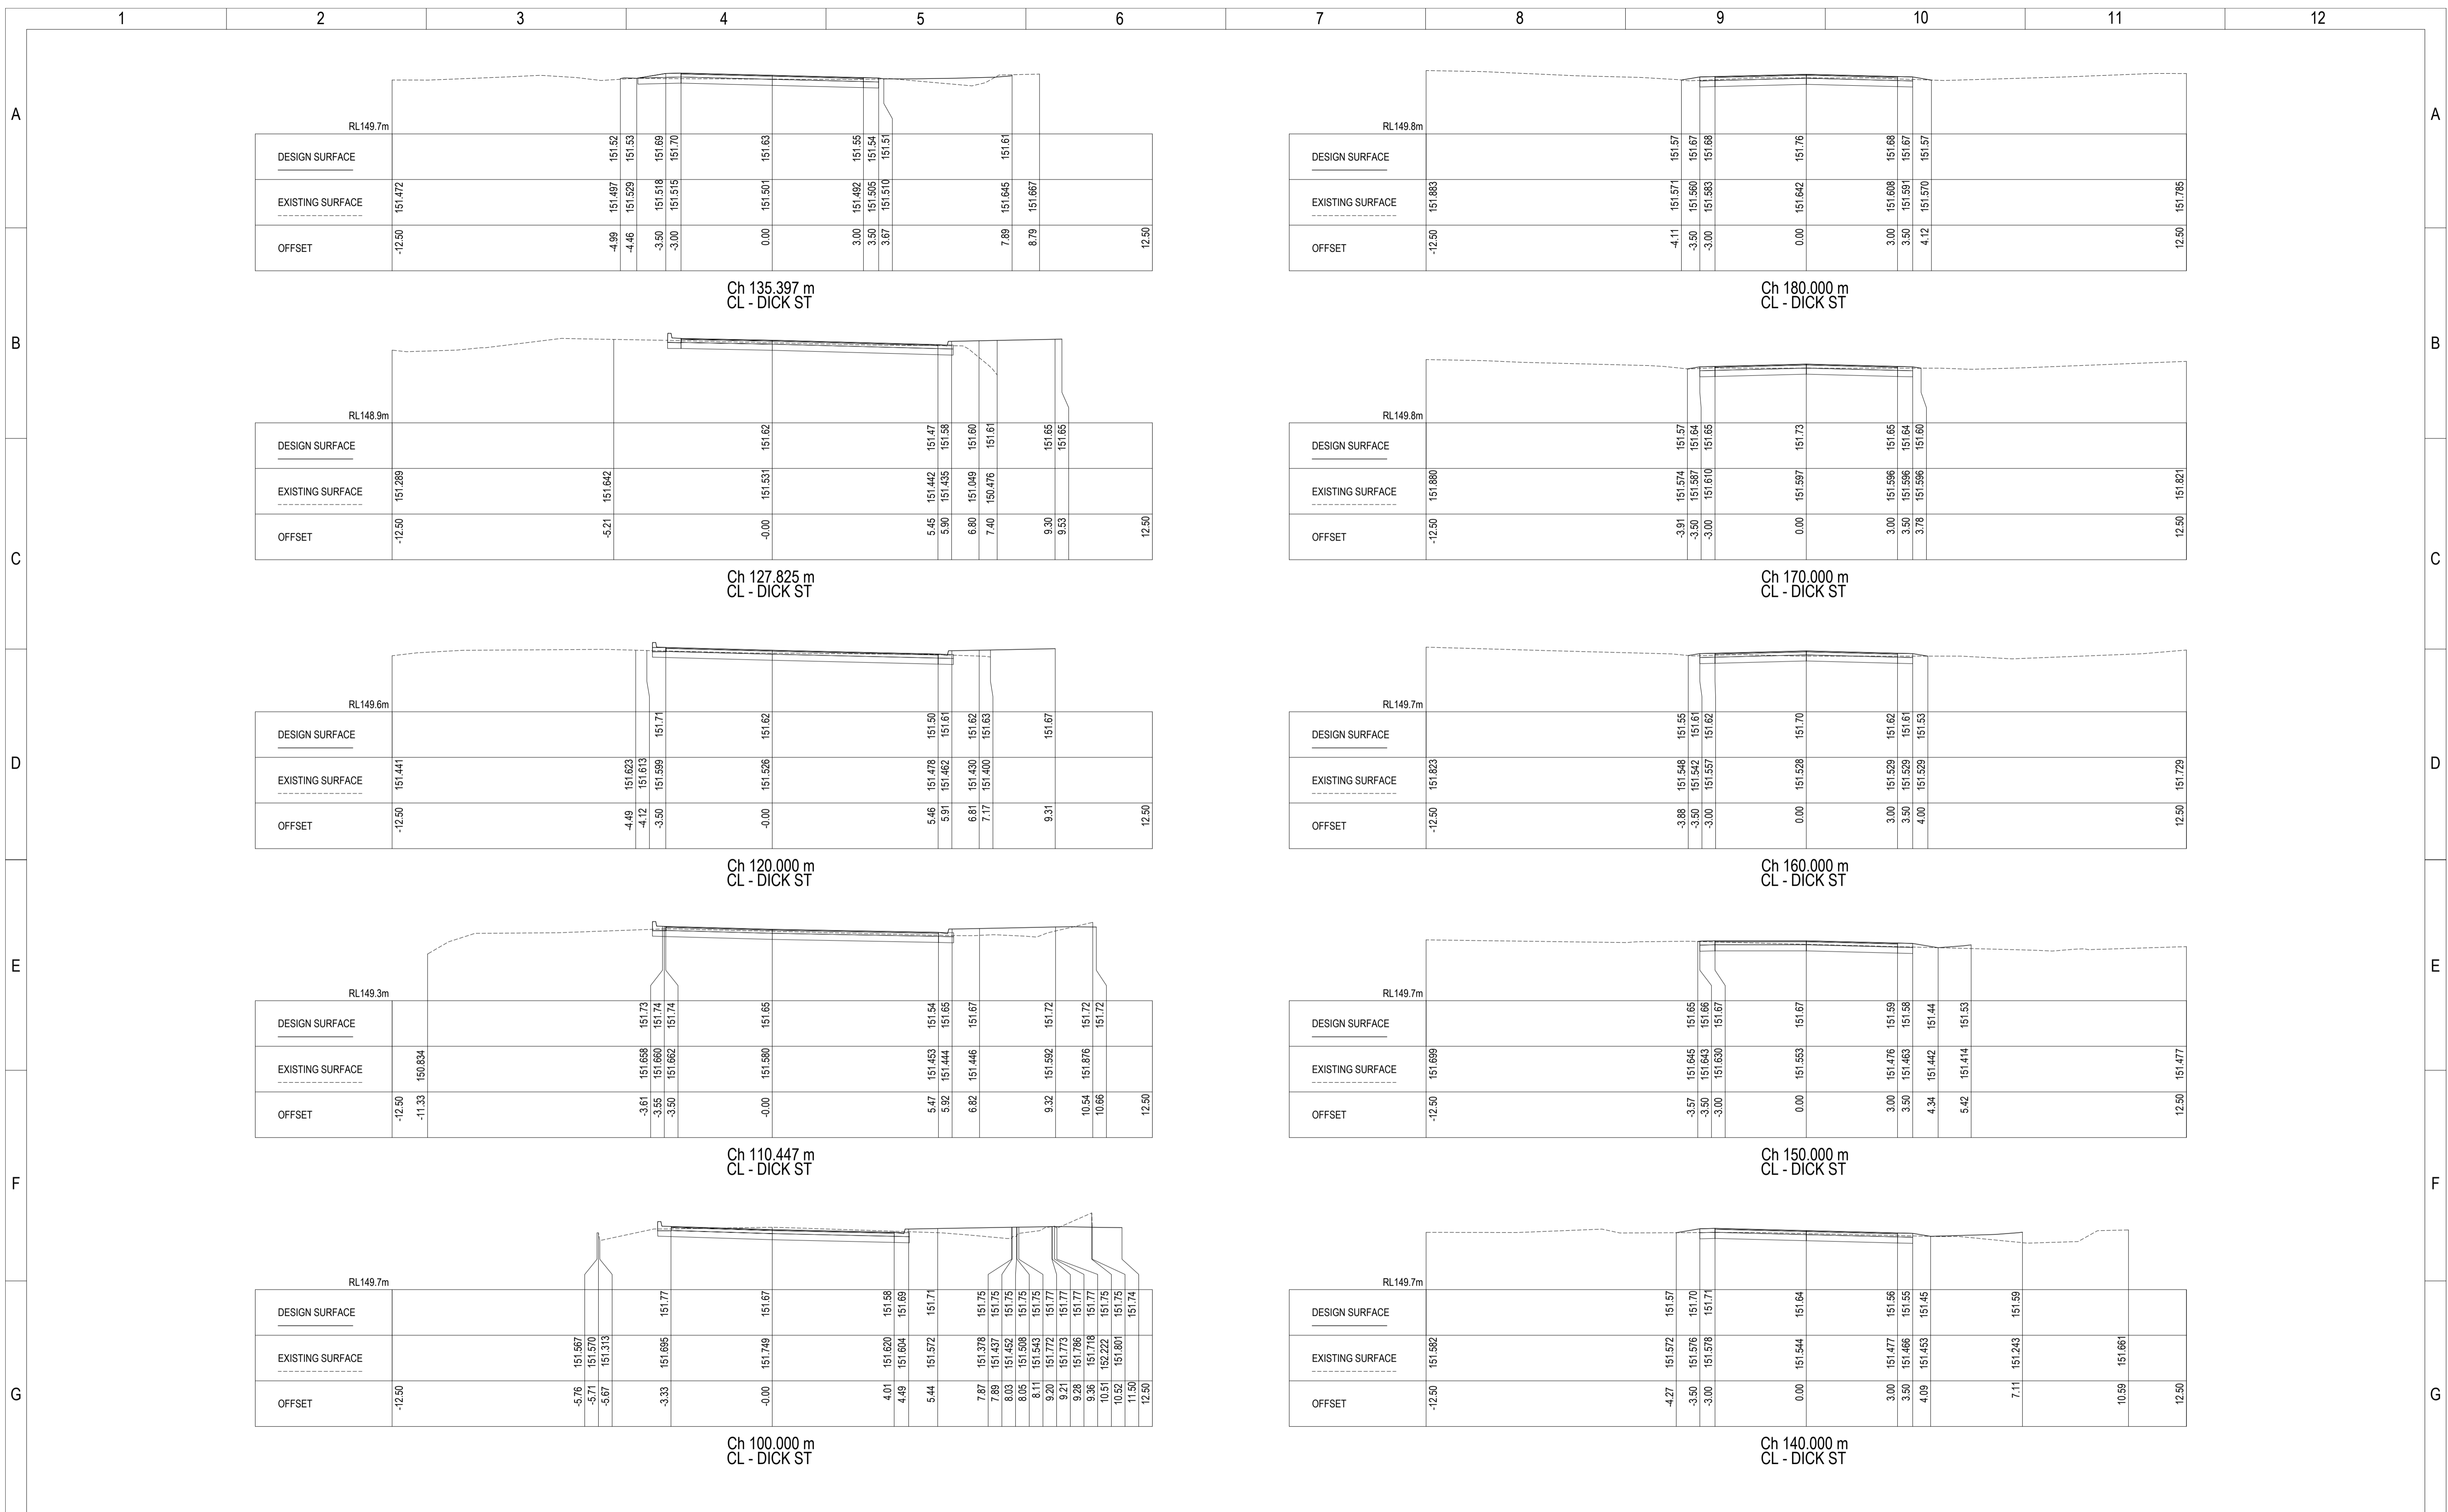 1 2 3 4 5 6 7 8 9 10 11 12
A A
B B
C C
D D
E E
F F
G G
RL149.7m
DESIGN SURFACE 151.52 151.53 151.69 151.70 151.63 151.55 151.54 151.51 151.61
EXISTING SURFACE 151.472 151.497 151.529 151.518 151.515 151.501 151.492 151.505 151.510 151.645 151.667
OFFSET -12.50 -4.99 -4.46 -3.50 -3.00 0.00 3.00 3.50 3.67 7.89 8.79 12.50
Ch 135.397 m
CL - DICK ST
RL148.9m
DESIGN SURFACE 151.62 151.47 151.58 151.60 151.61 151.65 151.65
EXISTING SURFACE 151.289 151.642 151.531 151.442 151.435 151.049 150.476
OFFSET -12.50 -5.21 -0.00 5.45 5.90 6.80 7.40 9.30 9.53 12.50
Ch 127.825 m
CL - DICK ST
RL149.6m
DESIGN SURFACE 151.71 151.62 151.50 151.61 151.62 151.63 151.67
EXISTING SURFACE 151.441 151.623 151.613 151.599 151.526 151.478 151.462 151.430 151.400
OFFSET -12.50 -4.49 -4.12 -3.50 -0.00 5.46 5.91 6.81 7.17 9.31 12.50
Ch 120.000 m
CL - DICK ST
RL149.3m
DESIGN SURFACE 151.73 151.74 151.74 151.65 151.54 151.65 151.67 151.72 151.72 151.72
EXISTING SURFACE 150.834 151.658 151.660 151.662 151.580 151.453 151.444 151.446 151.592 151.876
OFFSET -12.50 -11.33 -3.61 -3.55 -3.50 -0.00 5.47 5.92 6.82 9.32 10.54 10.66 12.50
Ch 110.447 m
CL - DICK ST
RL149.7m
DESIGN SURFACE 151.77 151.67 151.58 151.69 151.71 151.75 151.75 151.75 151.75 151.75 151.77 151.77 151.77 151.77 151.75 151.75 151.74
EXISTING SURFACE 151.567 151.570 151.313 151.695 151.749 151.620 151.604 151.572 151.378 151.437 151.452 151.508 151.543 151.772 151.773 151.786 151.718 152.222 151.801
OFFSET -12.50 -5.76 -5.71 -5.67 -3.33 -0.00 4.01 4.49 5.44 7.87 7.89 8.03 8.05 8.11 9.20 9.21 9.28 9.36 10.51 10.52 11.50 12.50
Ch 100.000 m
CL - DICK ST
RL149.8m
DESIGN SURFACE 151.57 151.67 151.68 151.76 151.68 151.67 151.57
EXISTING SURFACE 151.883 151.571 151.560 151.583 151.642 151.608 151.591 151.570 151.785
OFFSET -12.50 -4.11 -3.50 -3.00 0.00 3.00 3.50 4.12 12.50
Ch 180.000 m
CL - DICK ST
RL149.8m
DESIGN SURFACE 151.57 151.64 151.65 151.73 151.65 151.64 151.60
EXISTING SURFACE 151.880 151.574 151.587 151.610 151.597 151.596 151.596 151.596 151.821
OFFSET -12.50 -3.91 -3.50 -3.00 0.00 3.00 3.50 3.78 12.50
Ch 170.000 m
CL - DICK ST
RL149.7m
DESIGN SURFACE 151.55 151.61 151.62 151.70 151.62 151.61 151.53
EXISTING SURFACE 151.823 151.548 151.542 151.557 151.528 151.529 151.529 151.529 151.729
OFFSET -12.50 -3.88 -3.50 -3.00 0.00 3.00 3.50 4.00 12.50
Ch 160.000 m
CL - DICK ST
RL149.7m
DESIGN SURFACE 151.65 151.66 151.67 151.67 151.59 151.58 151.44 151.53
EXISTING SURFACE 151.699 151.645 151.643 151.630 151.553 151.476 151.463 151.442 151.414 151.477
OFFSET -12.50 -3.57 -3.50 -3.00 0.00 3.00 3.50 4.34 5.42 12.50
Ch 150.000 m
CL - DICK ST
RL149.7m
DESIGN SURFACE 151.57 151.70 151.71 151.64 151.56 151.55 151.45 151.59
EXISTING SURFACE 151.582 151.572 151.576 151.578 151.544 151.477 151.466 151.453 151.243 151.661
OFFSET -12.50 -4.27 -3.50 -3.00 0.00 3.00 3.50 4.09 7.11 10.59 12.50
Ch 140.000 m
CL - DICK ST